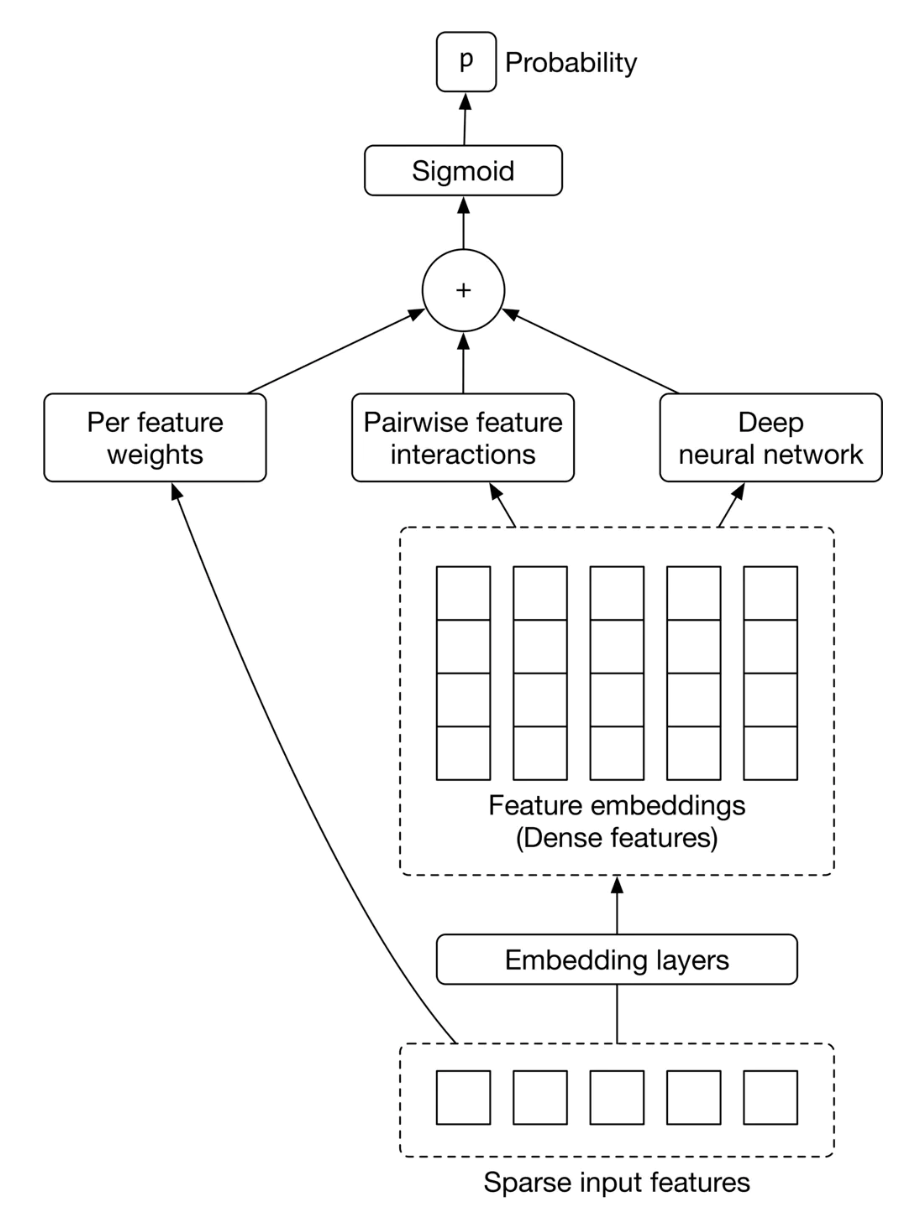 p
Probability
Sigmoid
+
Per feature
weights
Pairwise feature
interactions
Deep
neural network
Feature embeddings
(Dense features)
Embedding layers
Sparse input features